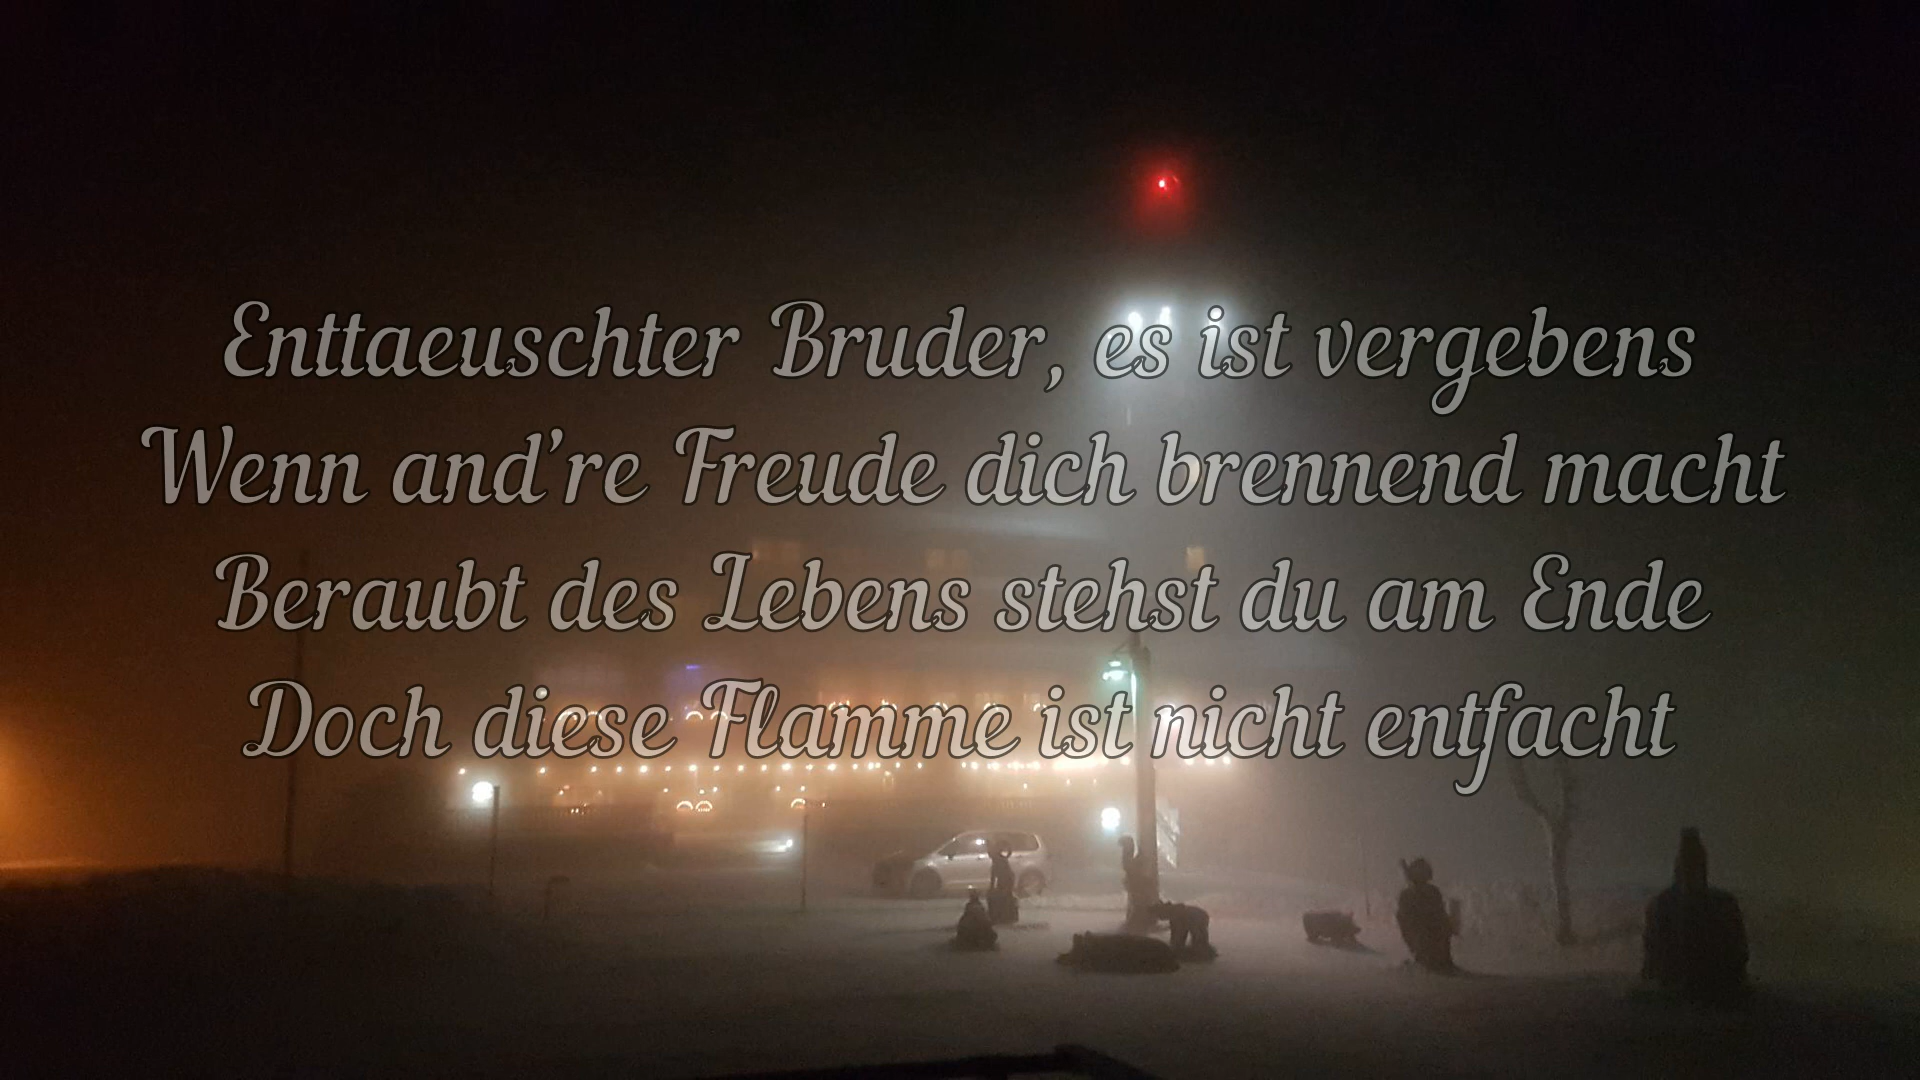 Enttaeuschter Bruder, es ist vergebens
Wenn and're Freude dich brennend macht
Beraubt des Lebens stehst du am Ende
Doch diese Flamme ist nicht entfacht